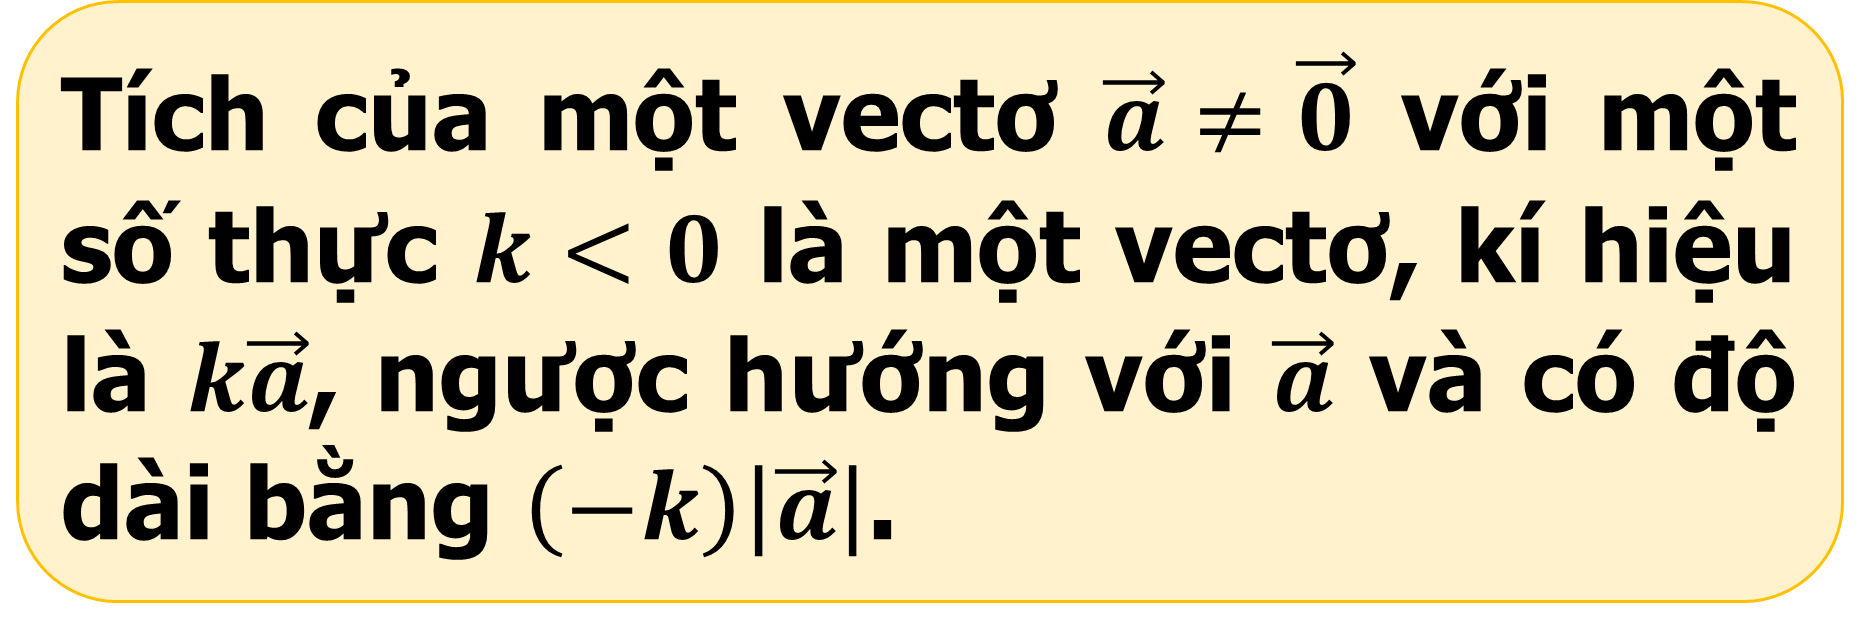 Tích của một vectơ $\vec{a} \neq \vec{0}$ với một
số thực $k < 0$ là một vectơ, kí hiệu
là $k\vec{a}$, ngược hướng với $\vec{a}$ và có độ
dài bằng $(-k)|\vec{a}|$.